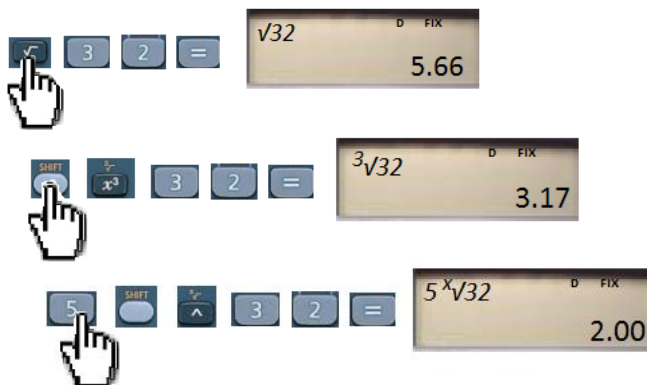 √32 D FIX
√ 3 2 =
5.66
³√32 D FIX
SHIFT x³ 3 2 =
3.17
5 ˣ√32 D FIX
5 SHIFT ^ 3 2 =
2.00